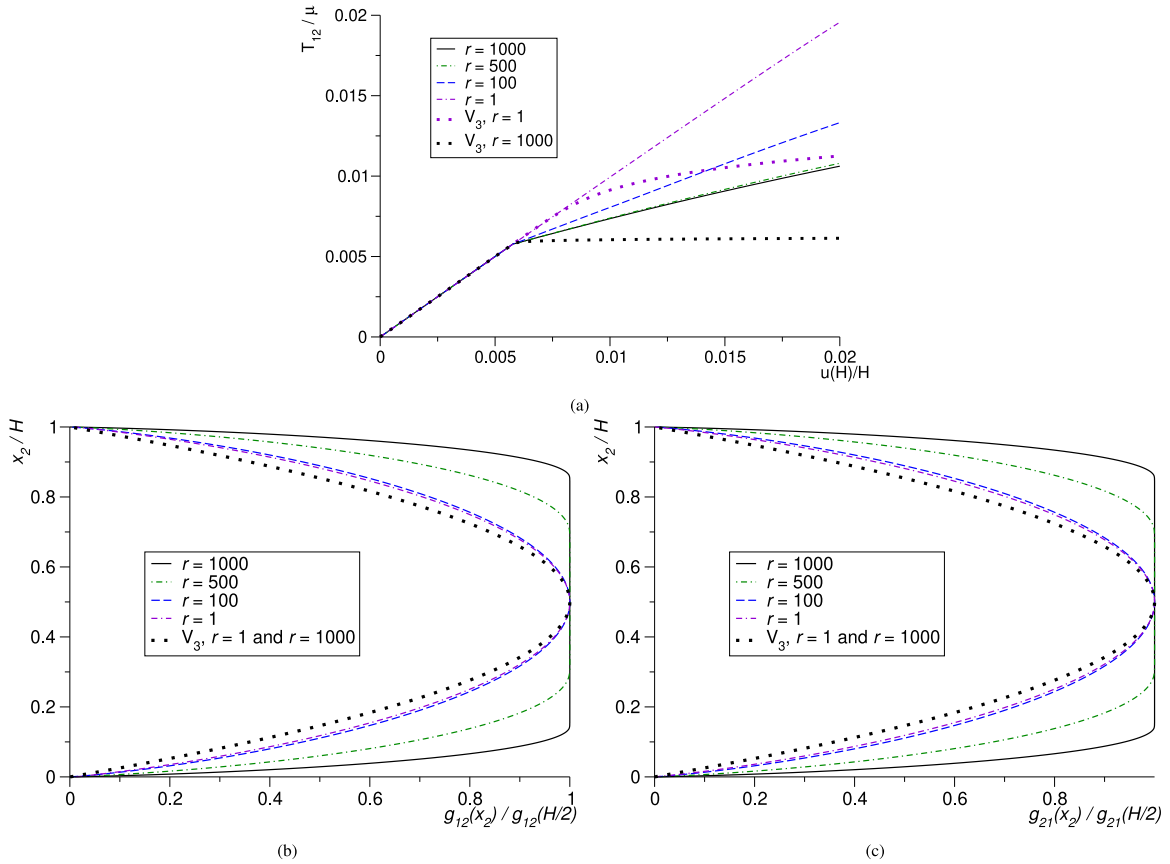 T12 / μ
0.02
0.015
0.01
0.005
0
r = 1000
r = 500
r = 100
r = 1
V3, r = 1
V3, r = 1000
0 0.005 0.01 0.015 0.02
u(H)/H
(a)
x2 / H
1
0.8
0.6
0.4
0.2
0
r = 1000
r = 500
r = 100
r = 1
V3, r = 1 and r = 1000
0 0.2 0.4 0.6 0.8 1
g12(x2) / g12(H/2)
(b)
x2 / H
1
0.8
0.6
0.4
0.2
0
r = 1000
r = 500
r = 100
r = 1
V3, r = 1 and r = 1000
0 0.2 0.4 0.6 0.8
g21(x2) / g21(H/2)
(c)